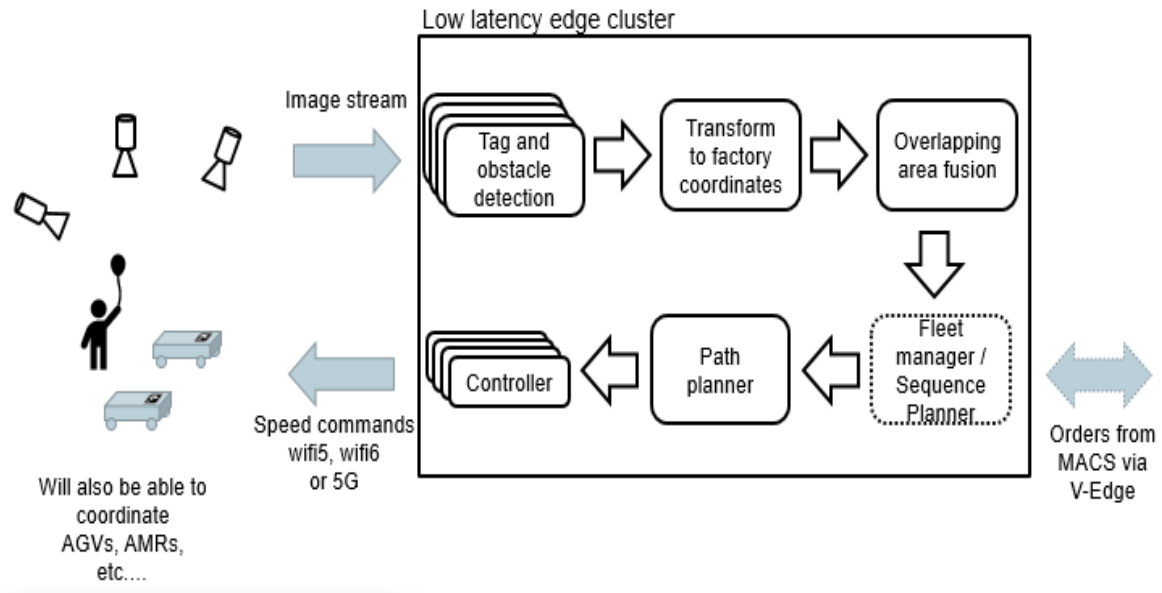 Low latency edge cluster
Image stream
Tag and
obstacle
detection
Transform
to factory
coordinates
Overlapping
area fusion
Fleet
manager /
Sequence
Planner
Path
planner
Controller
Speed commands
wifi5, wifi6
or 5G
Orders from
MACS via
V-Edge
Will also be able to
coordinate
AGVs, AMRs,
etc....